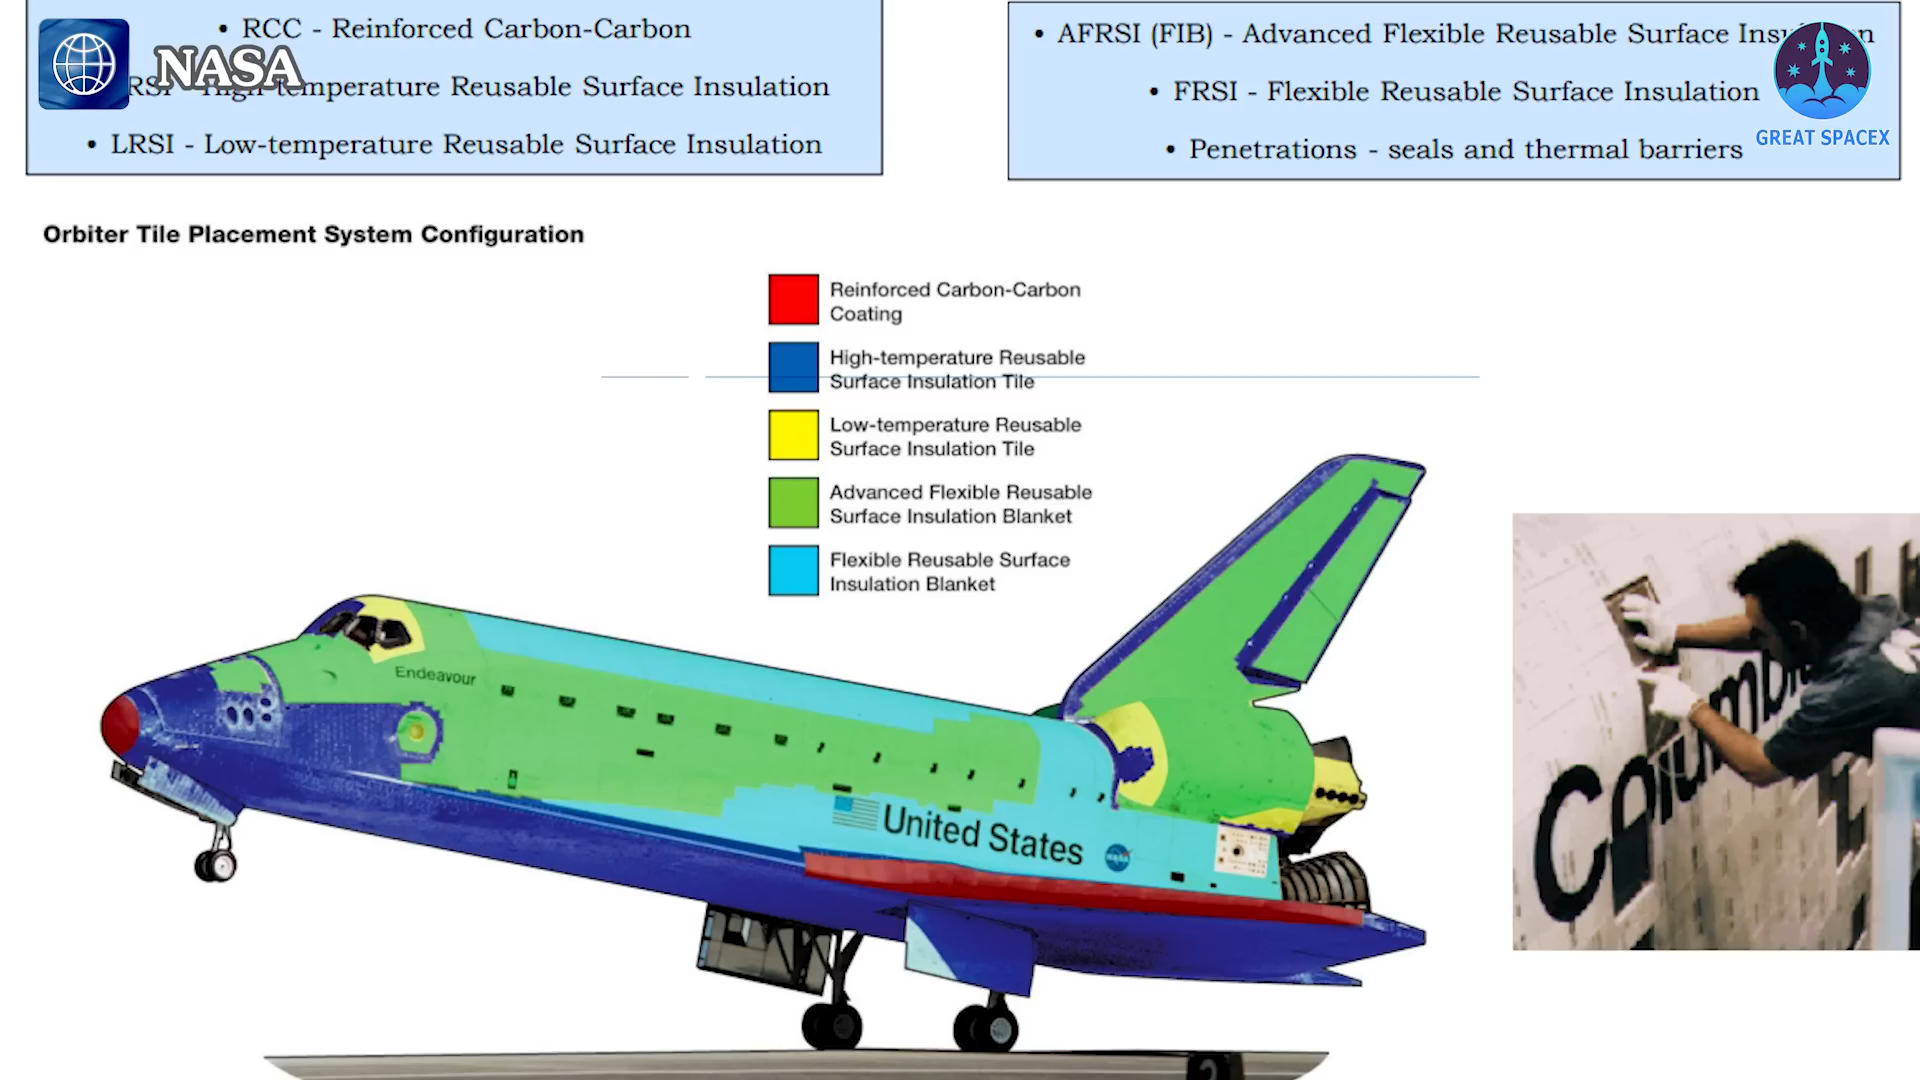 • RCC - Reinforced Carbon-Carbon
NASA
High-temperature Reusable Surface Insulation
• LRSI - Low-temperature Reusable Surface Insulation
• AFRSI (FIB) - Advanced Flexible Reusable Surface
• FRSI - Flexible Reusable Surface Insulation
• Penetrations - seals and thermal barriers
GREAT SPACEX
Orbiter Tile Placement System Configuration
Reinforced Carbon-Carbon
Coating
High-temperature Reusable
Surface Insulation Tile
Low-temperature Reusable
Surface Insulation Tile
Advanced Flexible Reusable
Surface Insulation Blanket
Flexible Reusable Surface
Insulation Blanket
Endeavour
United States
NASA